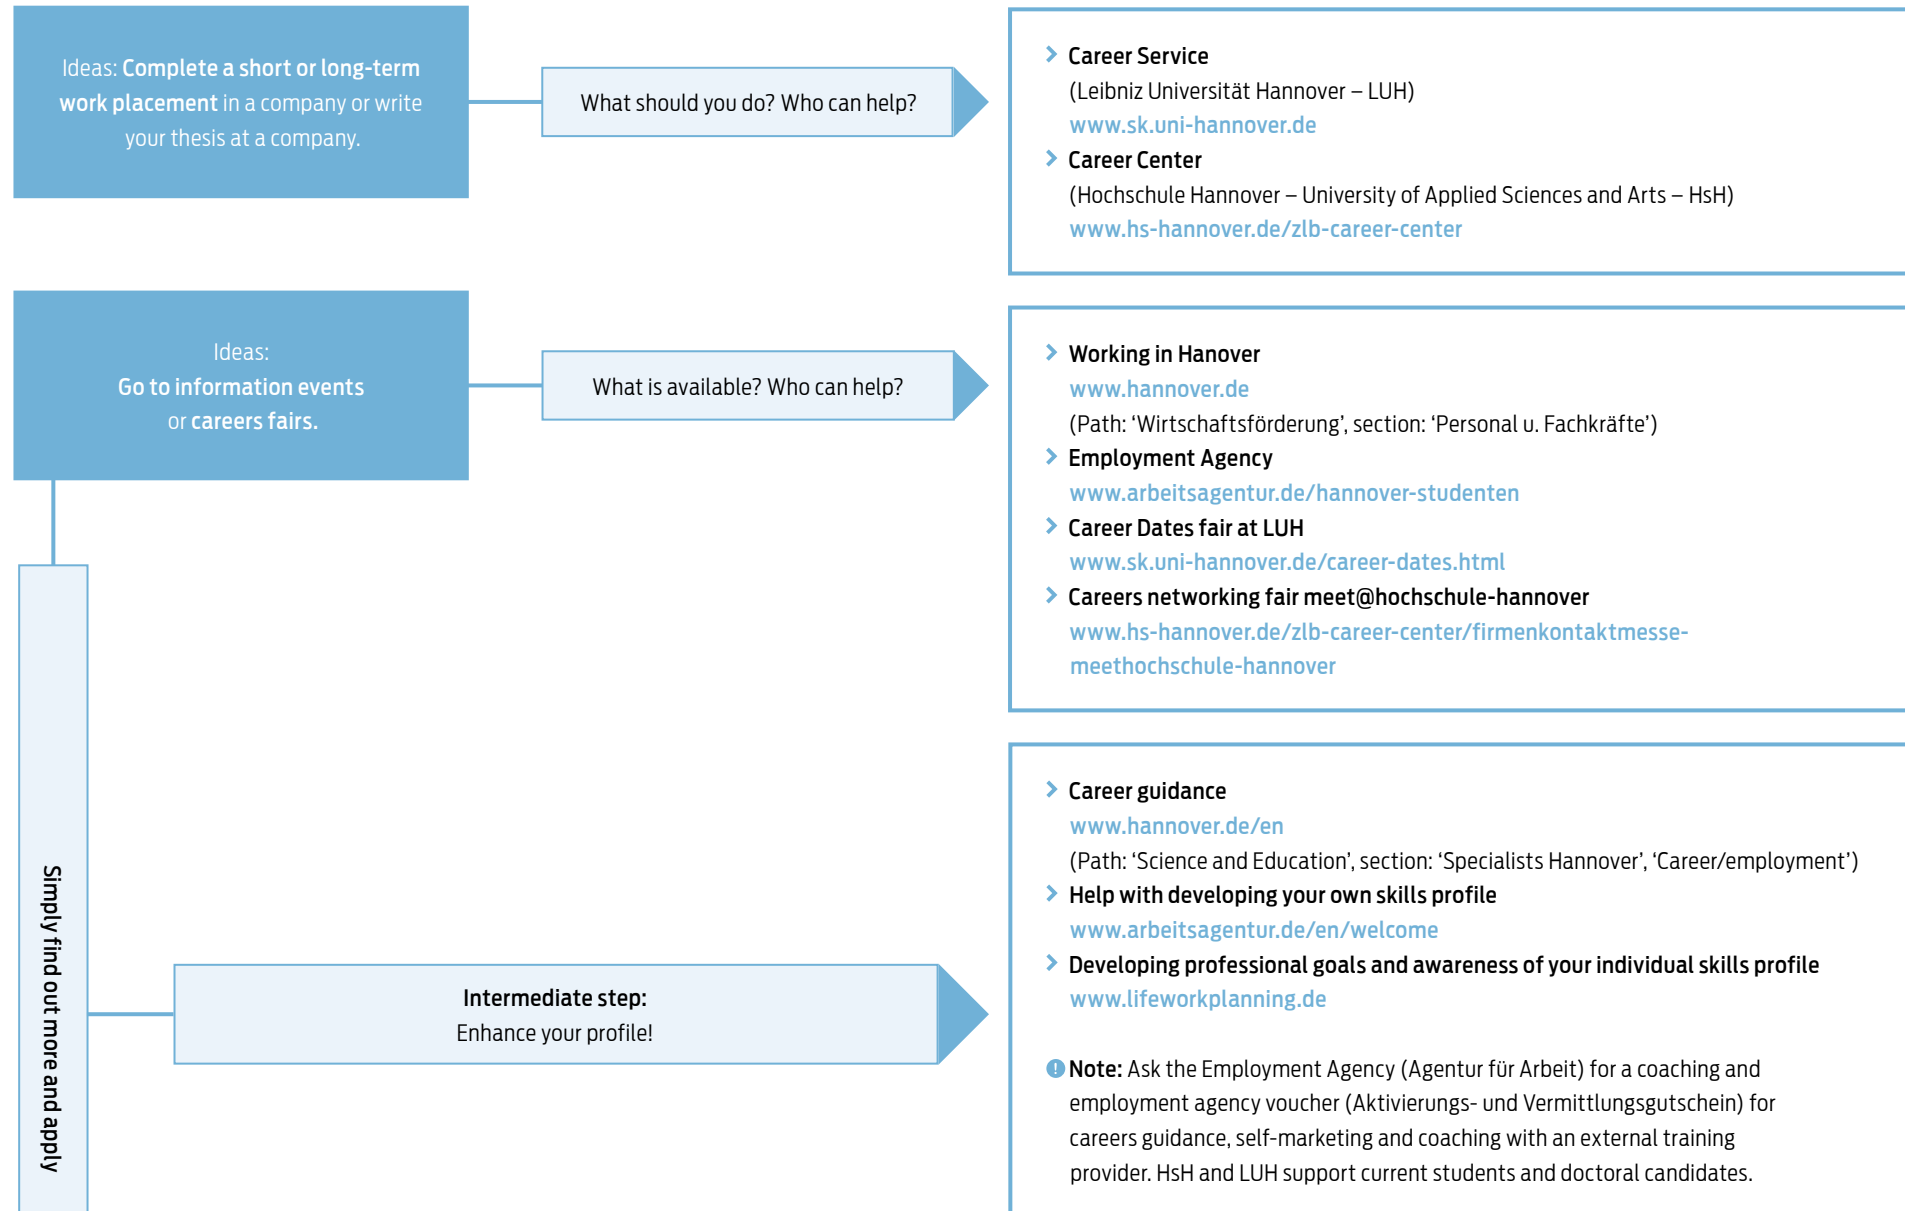 Ideas: Complete a short or long-term
work placement in a company or write
your thesis at a company.
What should you do? Who can help?
Career Service
(Leibniz Universität Hannover – LUH)
www.sk.uni-hannover.de
Career Center
(Hochschule Hannover – University of Applied Sciences and Arts – HsH)
www.hs-hannover.de/zlb-career-center
Ideas:
Go to information events
or careers fairs.
What is available? Who can help?
Working in Hanover
www.hannover.de
(Path: ‘Wirtschaftsförderung’, section: ‘Personal u. Fachkräfte’)
Employment Agency
www.arbeitsagentur.de/hannover-studenten
Career Dates fair at LUH
www.sk.uni-hannover.de/career-dates.html
Careers networking fair meet@hochschule-hannover
www.hs-hannover.de/zlb-career-center/firmenkontaktmesse-
meethochschule-hannover
Simply find out more and apply
Intermediate step:
Enhance your profile!
Career guidance
www.hannover.de/en
(Path: ‘Science and Education’, section: ‘Specialists Hannover’, ‘Career/employment’)
Help with developing your own skills profile
www.arbeitsagentur.de/en/welcome
Developing professional goals and awareness of your individual skills profile
www.lifeworkplanning.de
Note: Ask the Employment Agency (Agentur für Arbeit) for a coaching and
employment agency voucher (Aktivierungs- und Vermittlungsgutschein) for
careers guidance, self-marketing and coaching with an external training
provider. HsH and LUH support current students and doctoral candidates.